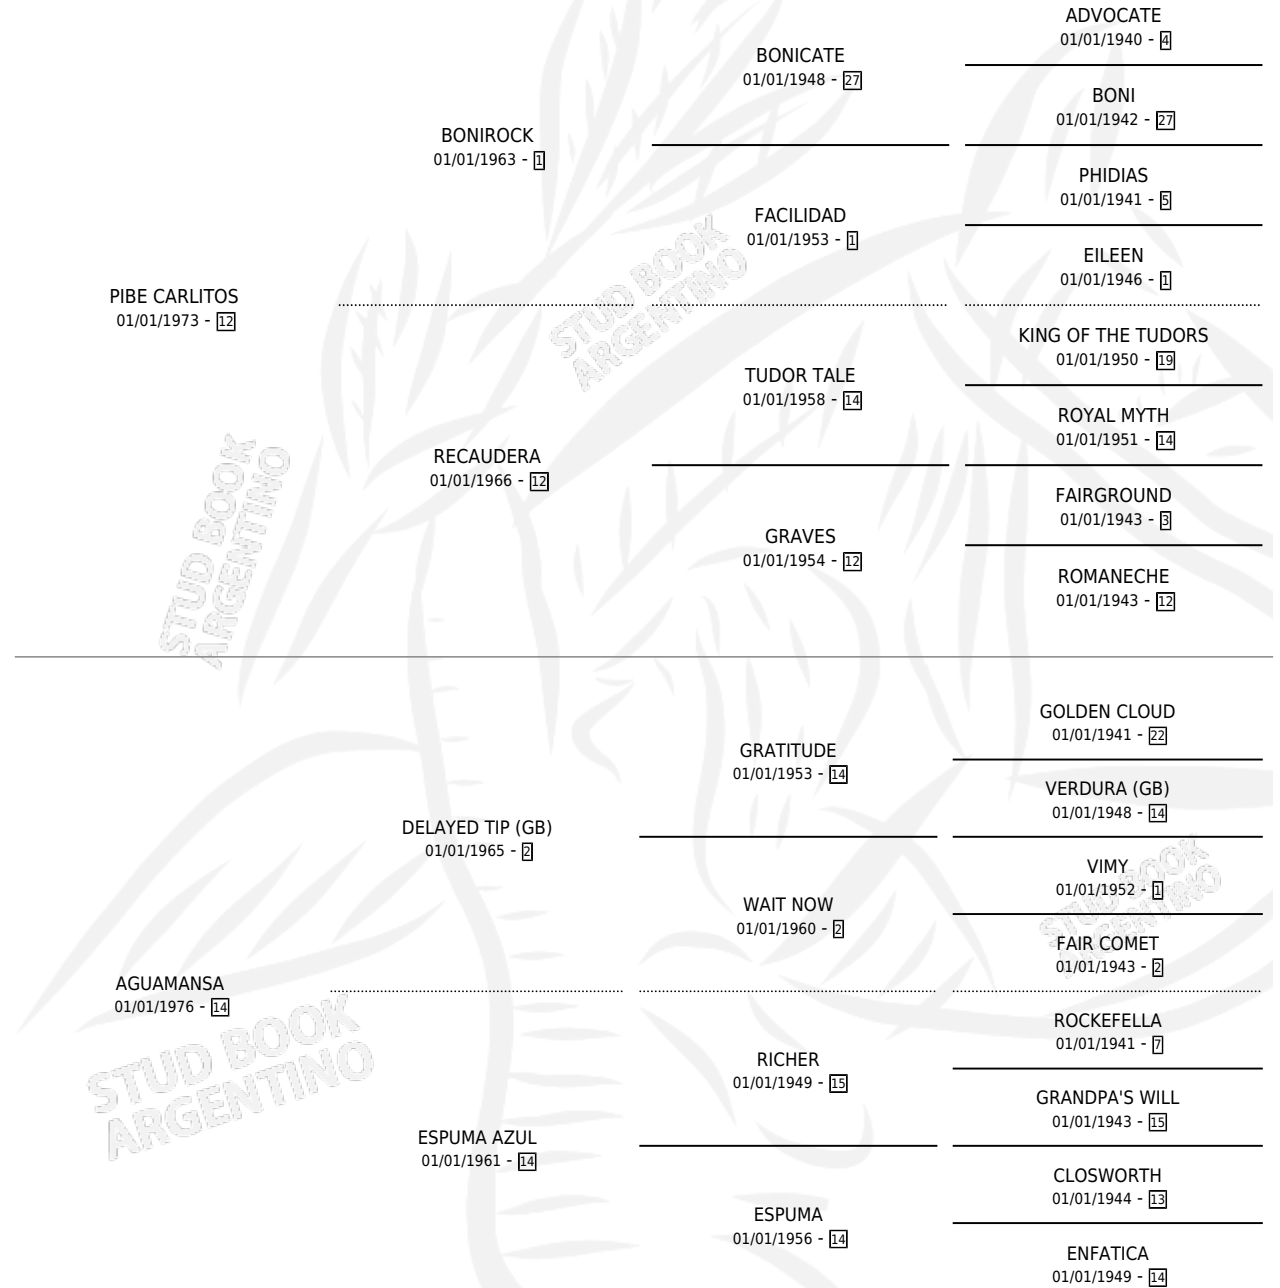 ADVOCATE
01/01/1940 - 4
BONICATE
01/01/1948 - 27
BONI
01/01/1942 - 27
BONIROCK
01/01/1963 - 1
PHIDIAS
01/01/1941 - 5
FACILIDAD
01/01/1953 - 1
EILEEN
01/01/1946 - 1
PIBE CARLITOS
01/01/1973 - 12
KING OF THE TUDORS
01/01/1950 - 19
TUDOR TALE
01/01/1958 - 14
ROYAL MYTH
01/01/1951 - 14
RECAUDERA
01/01/1966 - 12
FAIRGROUND
01/01/1943 - 3
GRAVES
01/01/1954 - 12
ROMANECHE
01/01/1943 - 12
GOLDEN CLOUD
01/01/1941 - 22
GRATITUDE
01/01/1953 - 14
VERDURA (GB)
01/01/1948 - 14
DELAYED TIP (GB)
01/01/1965 - 2
VIMY
01/01/1952 - 1
WAIT NOW
01/01/1960 - 2
FAIR COMET
01/01/1943 - 2
AGUAMANSA
01/01/1976 - 14
ROCKEFELLA
01/01/1941 - 7
RICHER
01/01/1949 - 15
GRANDPA'S WILL
01/01/1943 - 15
ESPUMA AZUL
01/01/1961 - 14
CLOSWORTH
01/01/1944 - 13
ESPUMA
01/01/1956 - 14
ENFATICA
01/01/1949 - 14
STUD BOOK
ARGENTINO
STUD BOOK
ARGENTINO
STUD BOOK
ARGENTINO
STUD BOOK
ARGENTINO